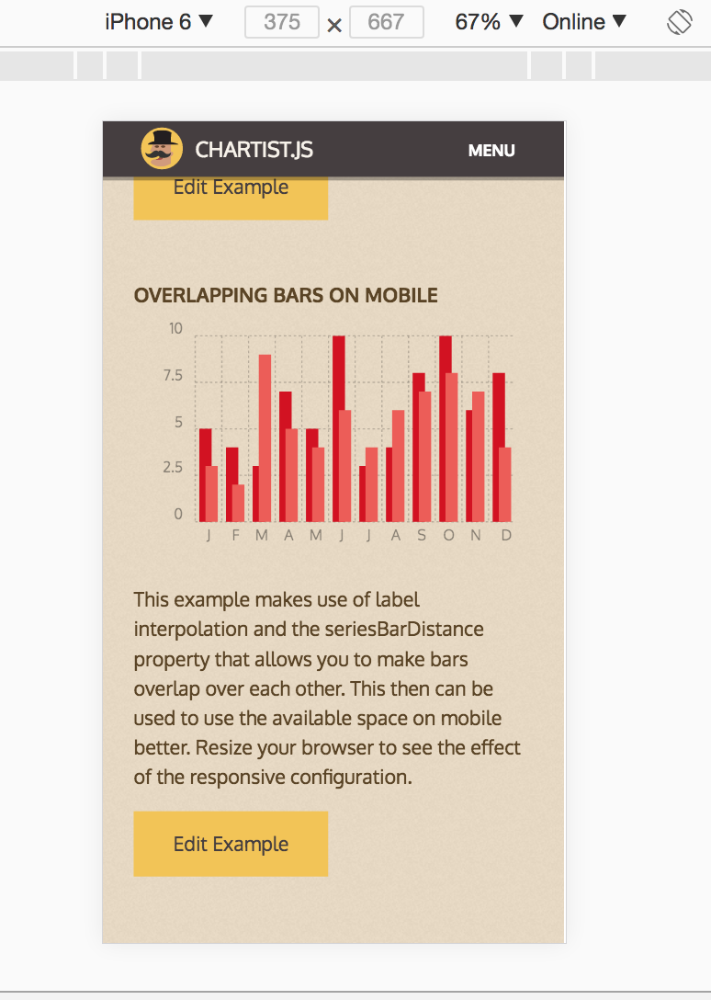 iPhone 6 ▼ 375 × 667 67% ▼ Online ▼
CHARTIST.JS MENU
Edit Example
OVERLAPPING BARS ON MOBILE
10
7.5
5
2.5
0
J F M A M J J A S O N D
This example makes use of label
interpolation and the seriesBarDistance
property that allows you to make bars
overlap over each other. This then can be
used to use the available space on mobile
better. Resize your browser to see the effect
of the responsive configuration.
Edit Example